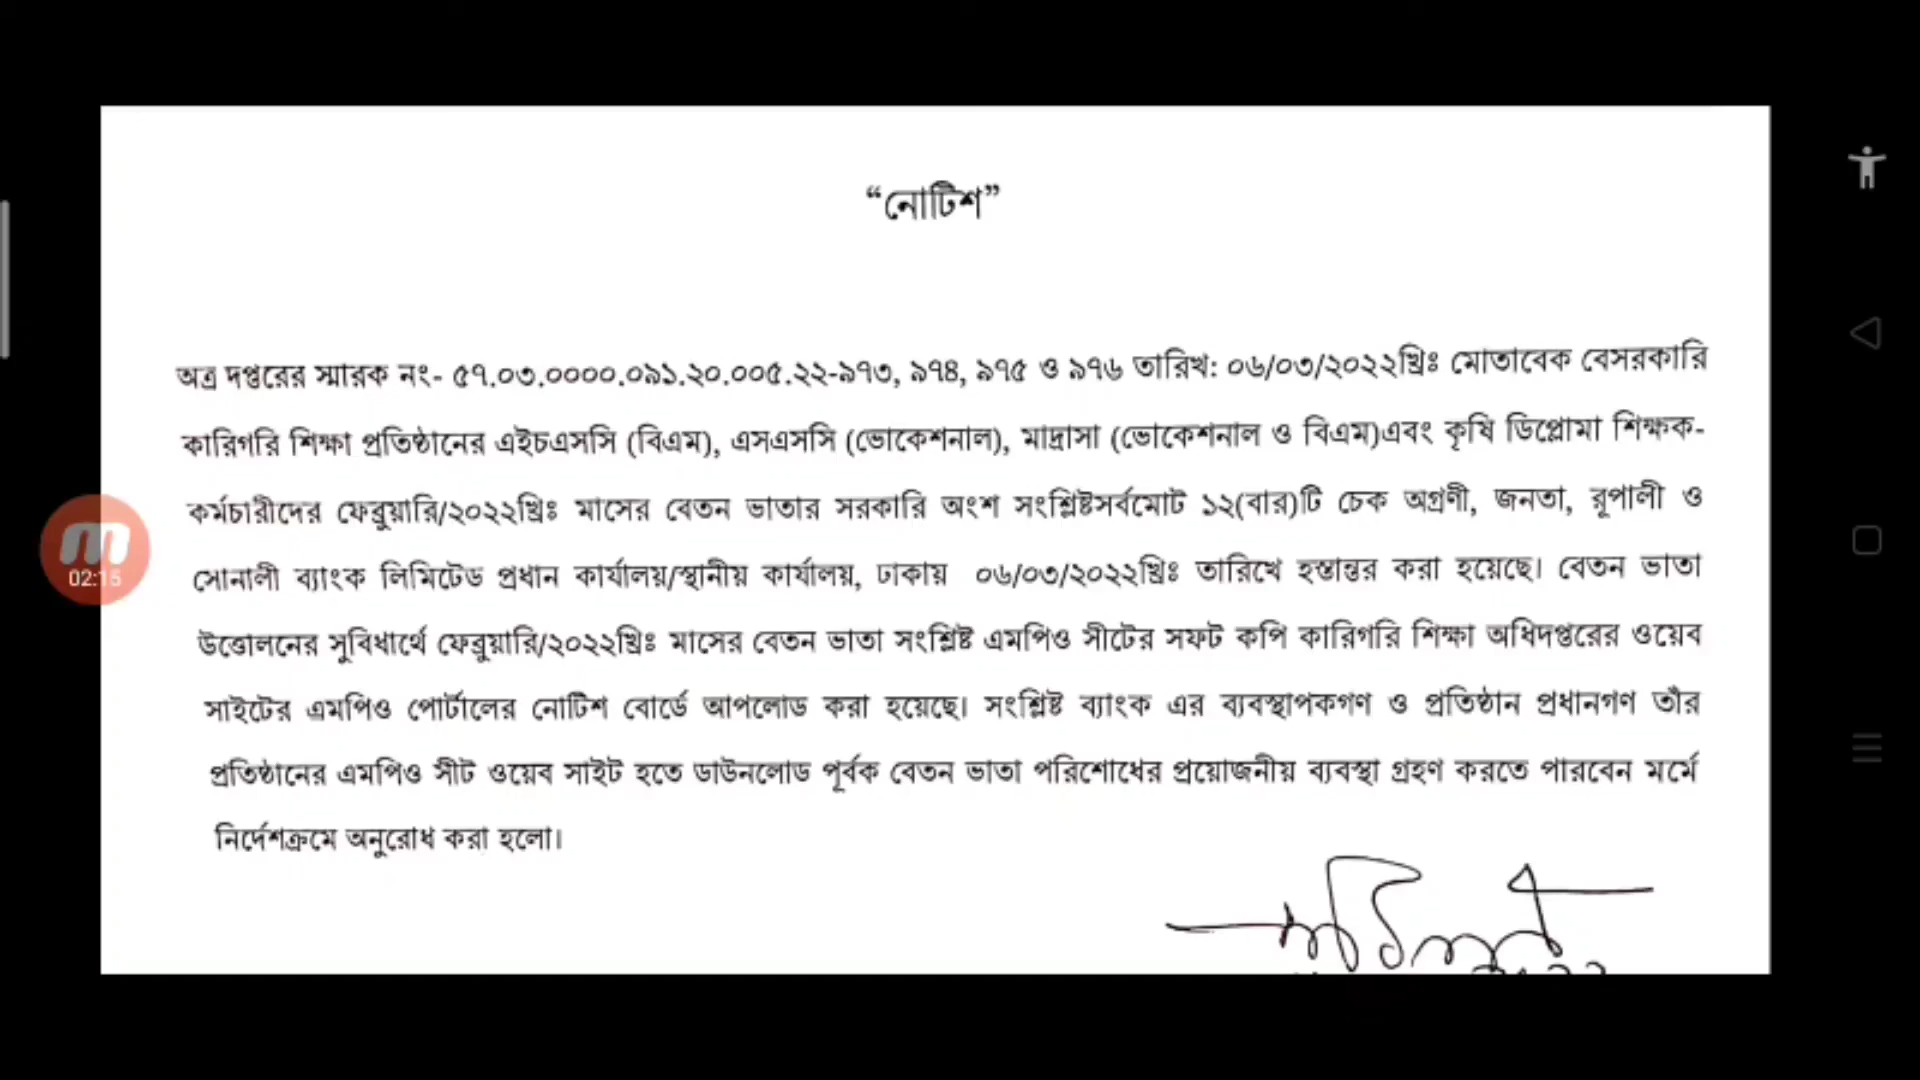 “নোটিশ”
অত্র দপ্তরের স্মারক নং- ৫৭.০৩.০০০০.০৯১.২০.০০৫.২২-৯৭৩, ৯৭৪, ৯৭৫ ও ৯৭৬ তারিখ: ০৬/০৩/২০২২খ্রিঃ মোতাবেক বেসরকারি
কারিগরি শিক্ষা প্রতিষ্ঠানের এইচএসসি (বিএম), এসএসসি (ভোকেশনাল), মাদ্রাসা (ভোকেশনাল ও বিএম)এবং কৃষি ডিপ্লোমা শিক্ষক-
কর্মচারীদের ফেব্রুয়ারি/২০২২খ্রিঃ মাসের বেতন ভাতার সরকারি অংশ সংশ্লিষ্টসর্বমোট ১২(বার)টি চেক অগ্রণী, জনতা, রূপালী ও
সোনালী ব্যাংক লিমিটেড প্রধান কার্যালয়/স্থানীয় কার্যালয়, ঢাকায় ০৬/০৩/২০২২খ্রিঃ তারিখে হস্তান্তর করা হয়েছে। বেতন ভাতা
উত্তোলনের সুবিধার্থে ফেব্রুয়ারি/২০২২খ্রিঃ মাসের বেতন ভাতা সংশ্লিষ্ট এমপিও সীটের সফট কপি কারিগরি শিক্ষা অধিদপ্তরের ওয়েব
সাইটের এমপিও পোর্টালের নোটিশ বোর্ডে আপলোড করা হয়েছে। সংশ্লিষ্ট ব্যাংক এর ব্যবস্থাপকগণ ও প্রতিষ্ঠান প্রধানগণ তাঁর
প্রতিষ্ঠানের এমপিও সীট ওয়েব সাইট হতে ডাউনলোড পূর্বক বেতন ভাতা পরিশোধের প্রয়োজনীয় ব্যবস্থা গ্রহণ করতে পারবেন মর্মে
নির্দেশক্রমে অনুরোধ করা হলো।
02:15